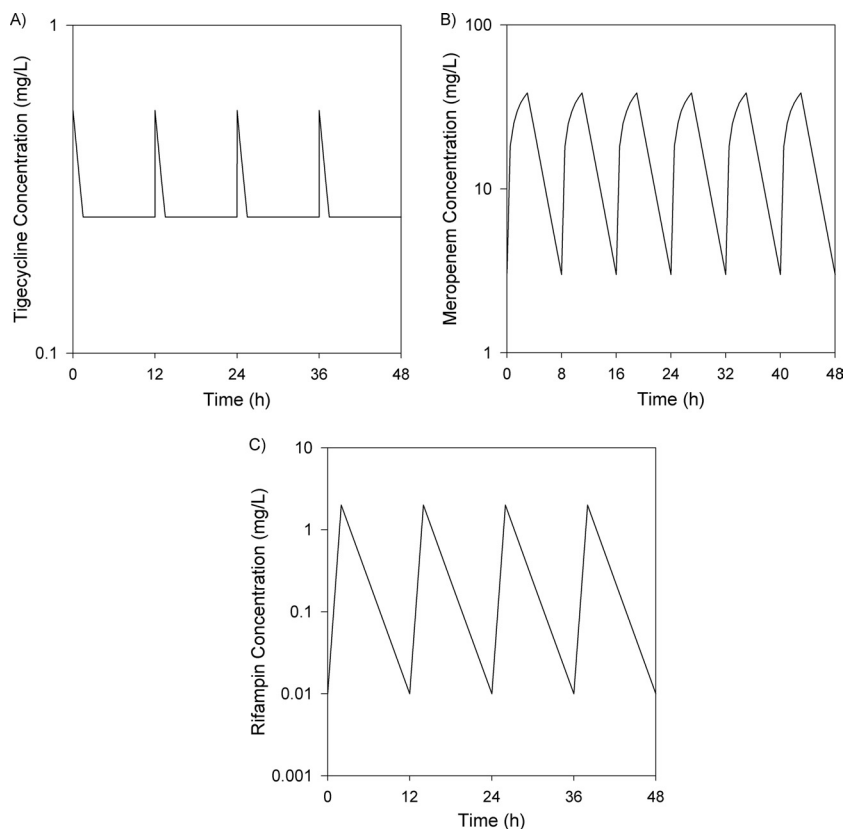 A)
Tigecycline Concentration (mg/L)
1
0.1
0 12 24 36 48
Time (h)
B)
Meropenem Concentration (mg/L)
100
10
1
0 8 16 24 32 40 48
Time (h)
C)
Rifampin Concentration (mg/L)
10
1
0.1
0.01
0.001
0 12 24 36 48
Time (h)